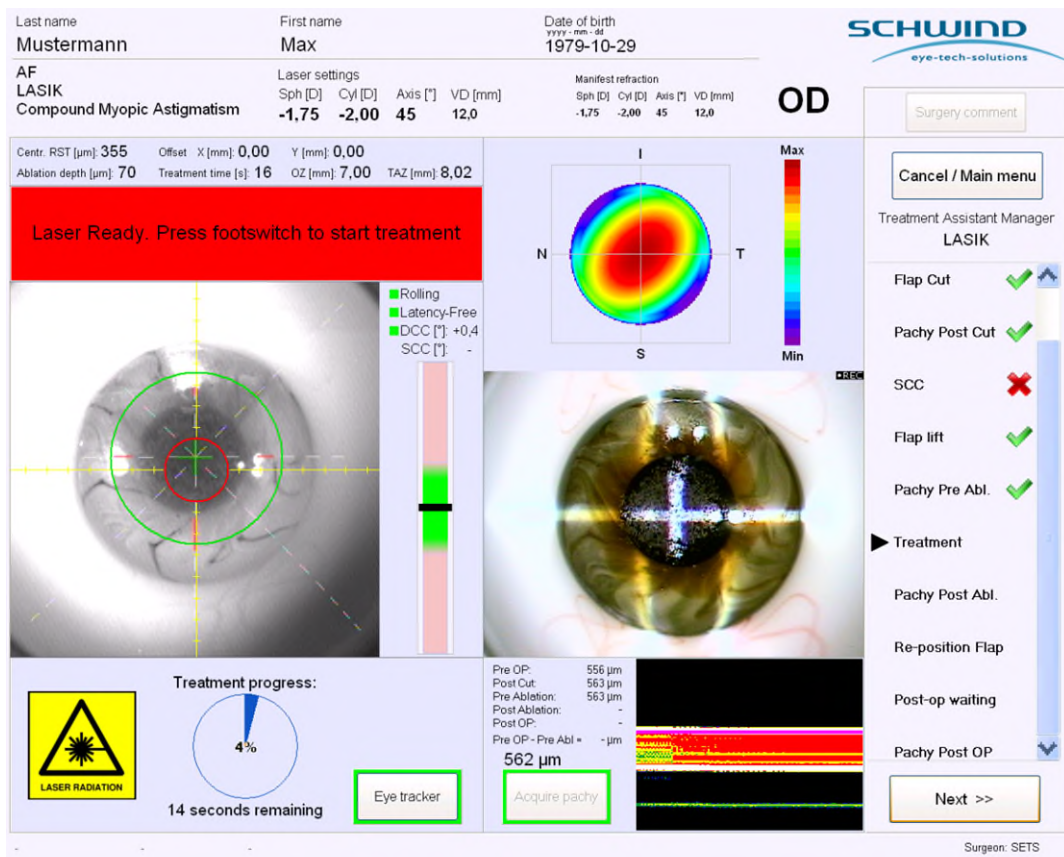 Last name
Mustermann
First name
Max
Date of birth
yyyy - mm - dd
1979-10-29
SCHWIND
eye-tech-solutions
AF
LASIK
Compound Myopic Astigmatism
Laser settings
Sph [D] Cyl [D] Axis [°] VD [mm]
-1,75 -2,00 45 12,0
Manifest refraction
Sph [D] Cyl [D] Axis [°] VD [mm]
-1,75 -2,00 45 12,0
OD
Surgery comment
Centr. RST [µm]: 355 Offset X [mm]: 0,00 Y [mm]: 0,00
Ablation depth [µm]: 70 Treatment time [s]: 16 OZ [mm]: 7,00 TAZ [mm]: 8,02
Laser Ready. Press footswitch to start treatment
Rolling
Latency-Free
DCC [°]: +0,4
SCC [°]: -
I
N
T
S
Max
Min
REC
Cancel / Main menu
Treatment Assistant Manager
LASIK
Flap Cut
Pachy Post Cut
SCC
Flap lift
Pachy Pre Abl.
Treatment
Pachy Post Abl.
Re-position Flap
Post-op waiting
Pachy Post OP
Next >>
LASER RADIATION
Treatment progress:
4%
14 seconds remaining
Eye tracker
Pre OP: 556 µm
Post Cut: 563 µm
Pre Ablation: 563 µm
Post Ablation: -
Post OP: -
Pre OP - Pre Abl = - µm
562 µm
Acquire pachy
- - -
Surgeon: SETS